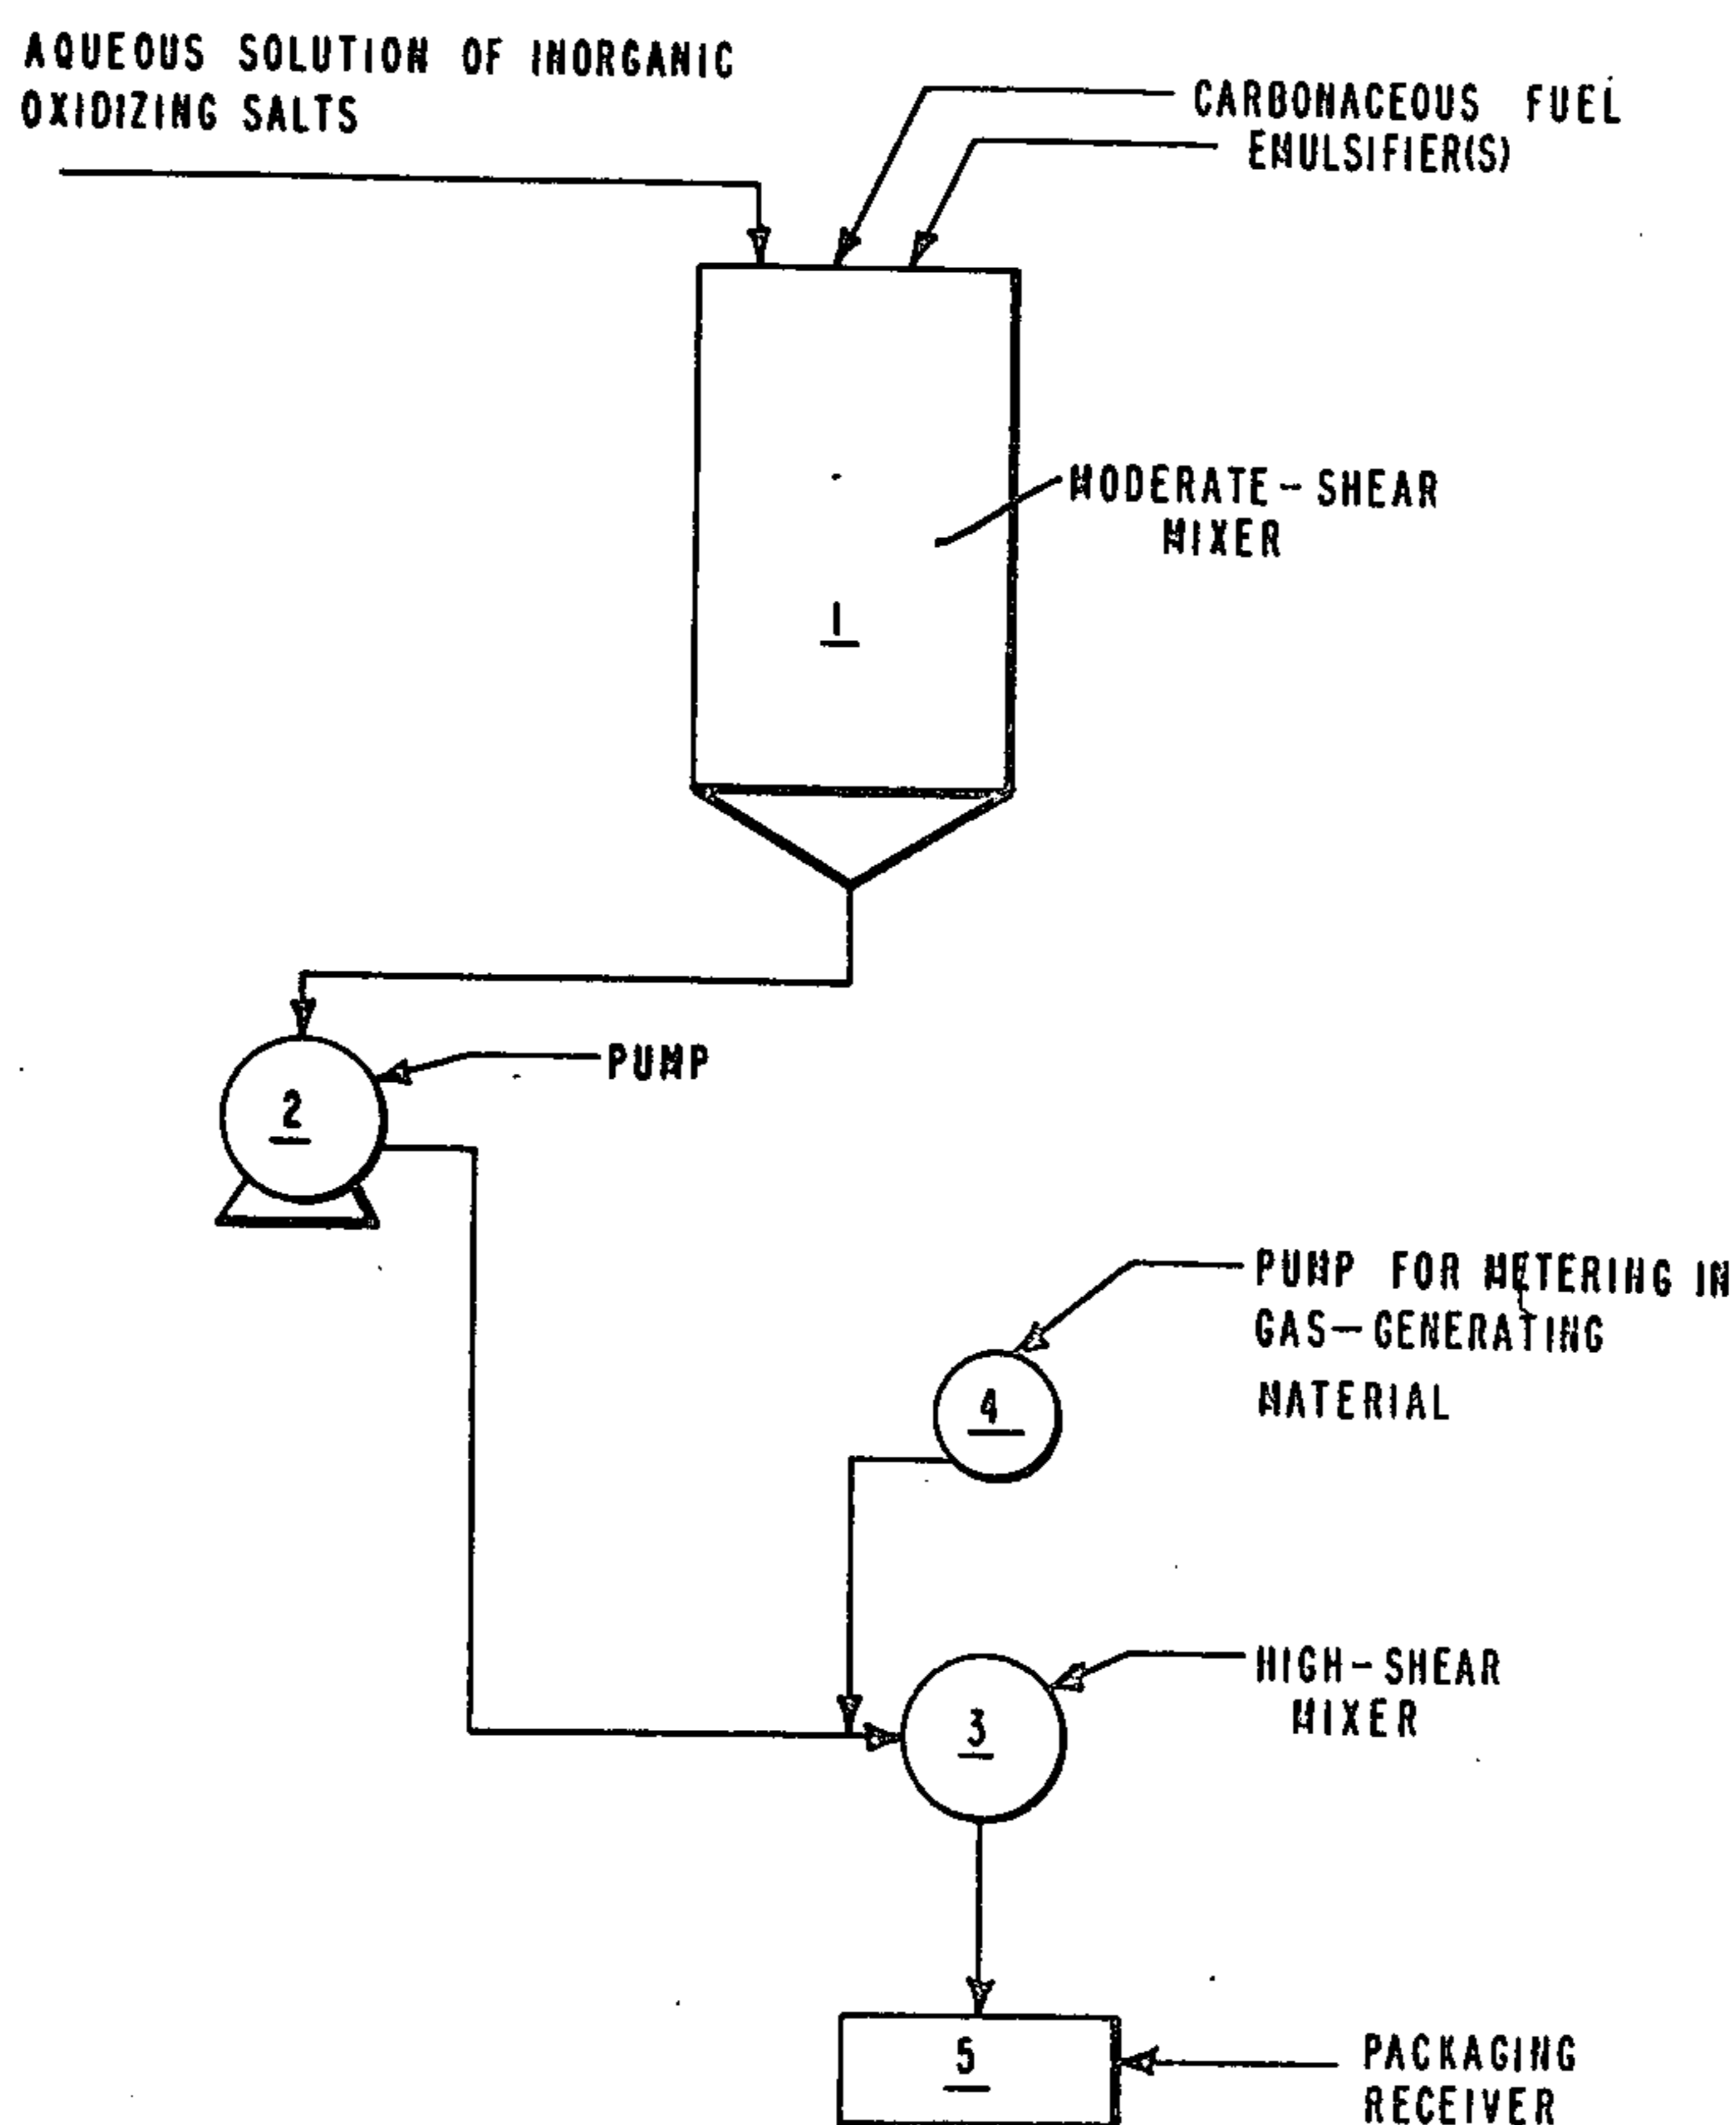 AQUEOUS SOLUTION OF INORGANIC
OXIDIZING SALTS
CARBONACEOUS FUEL
EMULSIFIER(S)
MODERATE-SHEAR
MIXER
1
PUMP
2
PUMP FOR METERING IN
GAS-GENERATING
MATERIAL
4
HIGH-SHEAR
MIXER
3
5
PACKAGING
RECEIVER